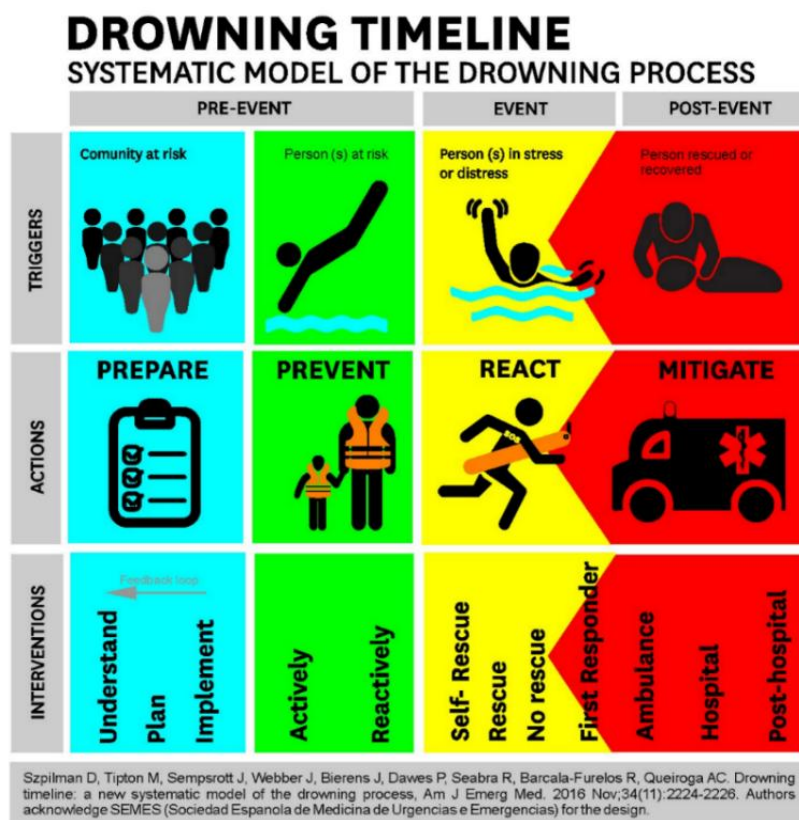 DROWNING TIMELINE
SYSTEMATIC MODEL OF THE DROWNING PROCESS
PRE-EVENT
EVENT
POST-EVENT
TRIGGERS
Comunity at risk
Person (s) at risk
Person (s) in stress
or distress
Person rescued or
recovered
ACTIONS
PREPARE
PREVENT
REACT
MITIGATE
SOS
INTERVENTIONS
Feedback loop
Understand
Plan
Implement
Actively
Reactively
Self- Rescue
Rescue
No rescue
First Responder
Ambulance
Hospital
Post-hospital
Szpilman D, Tipton M, Sempsrott J, Webber J, Bierens J, Dawes P, Seabra R, Barcala-Furelos R, Queiroga AC. Drowning
timeline: a new systematic model of the drowning process, Am J Emerg Med. 2016 Nov;34(11):2224-2226. Authors
acknowledge SEMES (Sociedad Espanola de Medicina de Urgencias e Emergencias) for the design.